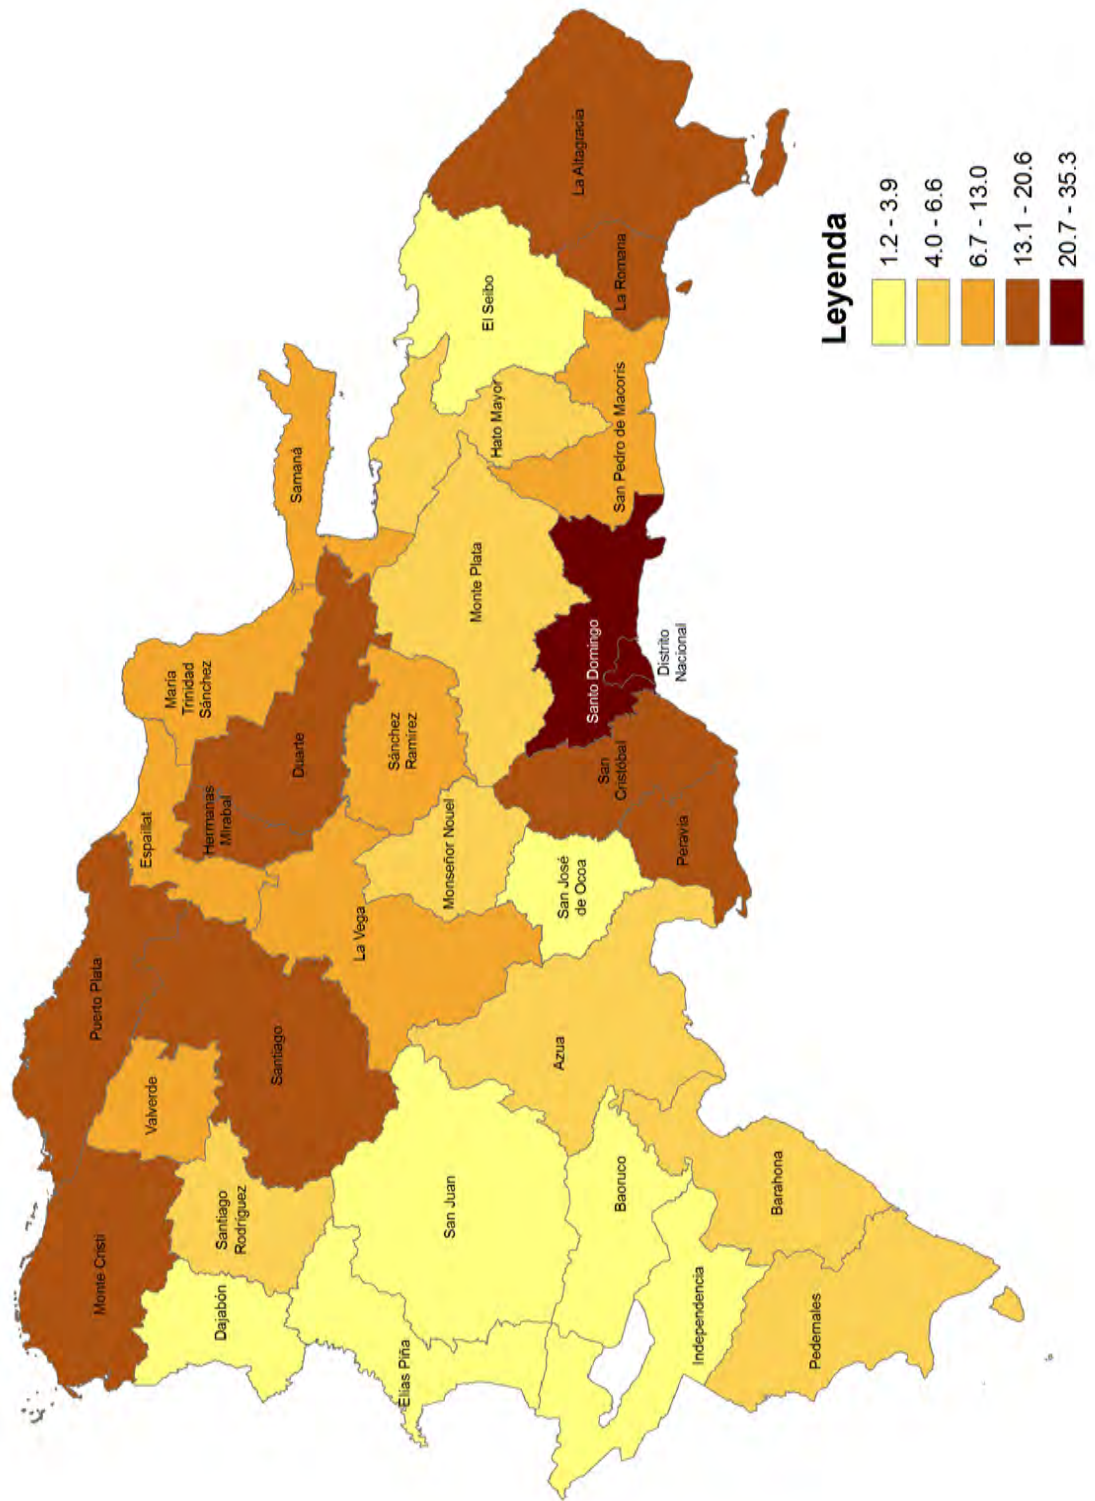 Puerto Plata
Monte Cristi
Valverde
Espaillat
María
Trinidad
Sánchez
Hermanas
Mirabal
Santiago
Rodríguez
Dajabón
Santiago
Duarte
Samaná
La Vega
Sánchez
Ramírez
Elías Piña
San Juan
Monseñor Nouel
Monte Plata
Hato Mayor
El Seibo
La Altagracia
Azua
San José
de Ocoa
San
Cristóbal
Santo Domingo
San Pedro de Macorís
La Romana
Baoruco
Peravia
Distrito
Nacional
Independencia
Barahona
Pedernales
Leyenda
1.2 - 3.9
4.0 - 6.6
6.7 - 13.0
13.1 - 20.6
20.7 - 35.3